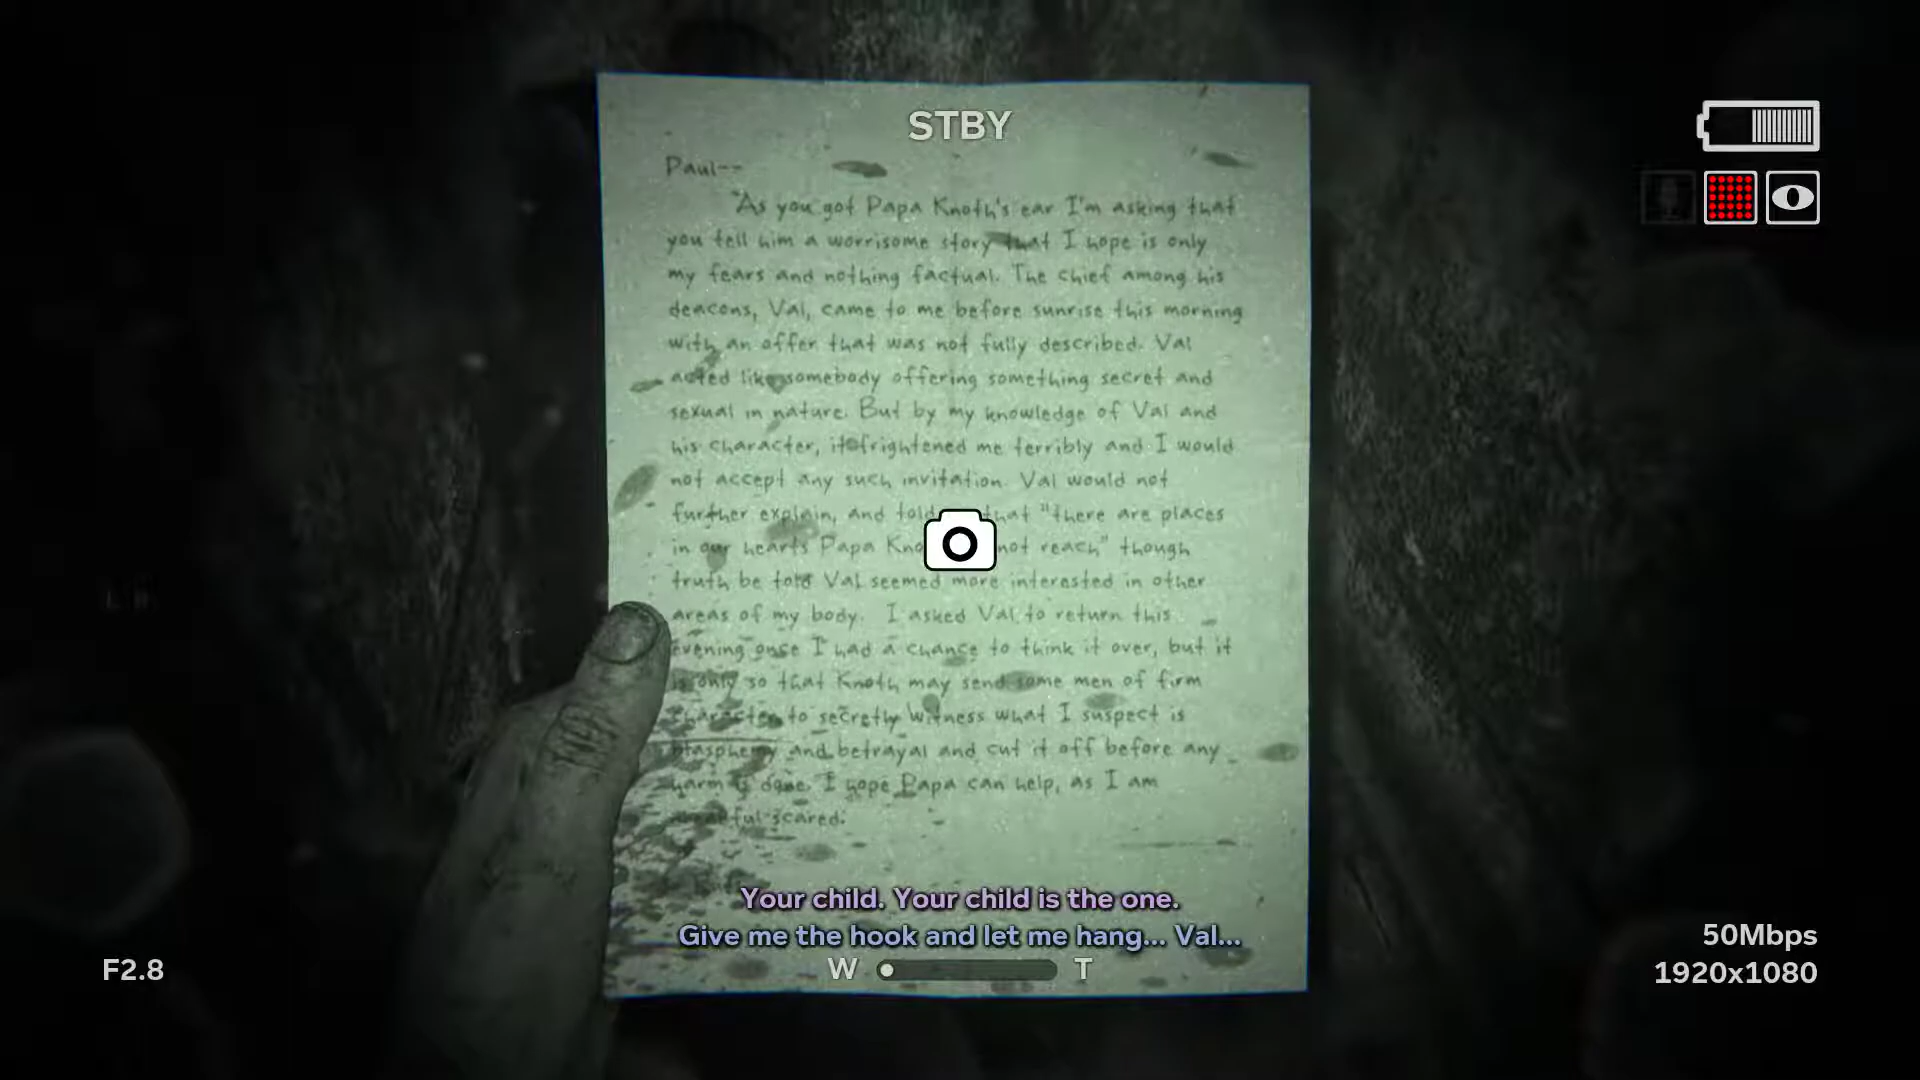 STBY
Paul--
"As you got Papa Knoth's ear I'm asking that
you tell him a worrisome story that I hope is only
my fears and nothing factual. The chief among his
deacons, Val, came to me before sunrise this morning
with an offer that was not fully described. Val
acted like somebody offering something secret and
sexual in nature. But by my knowledge of Val and
his character, it frightened me terribly and I would
not accept any such invitation. Val would not
further explain, and told that "there are places
in our hearts Papa not reach" though
truth be told Val seemed more interested in other
areas of my body. I asked Val to return this
evening once I had a chance to think it over, but it
is only so that Knoth may send some men of firm
character to secretly witness what I suspect is
blasphemy and betrayal and cut it off before any
harm is done. I hope Papa can help, as I am
scared.
Your child. Your child is the one.
Give me the hook and let me hang... Val...
W T
F2.8
50Mbps
1920x1080